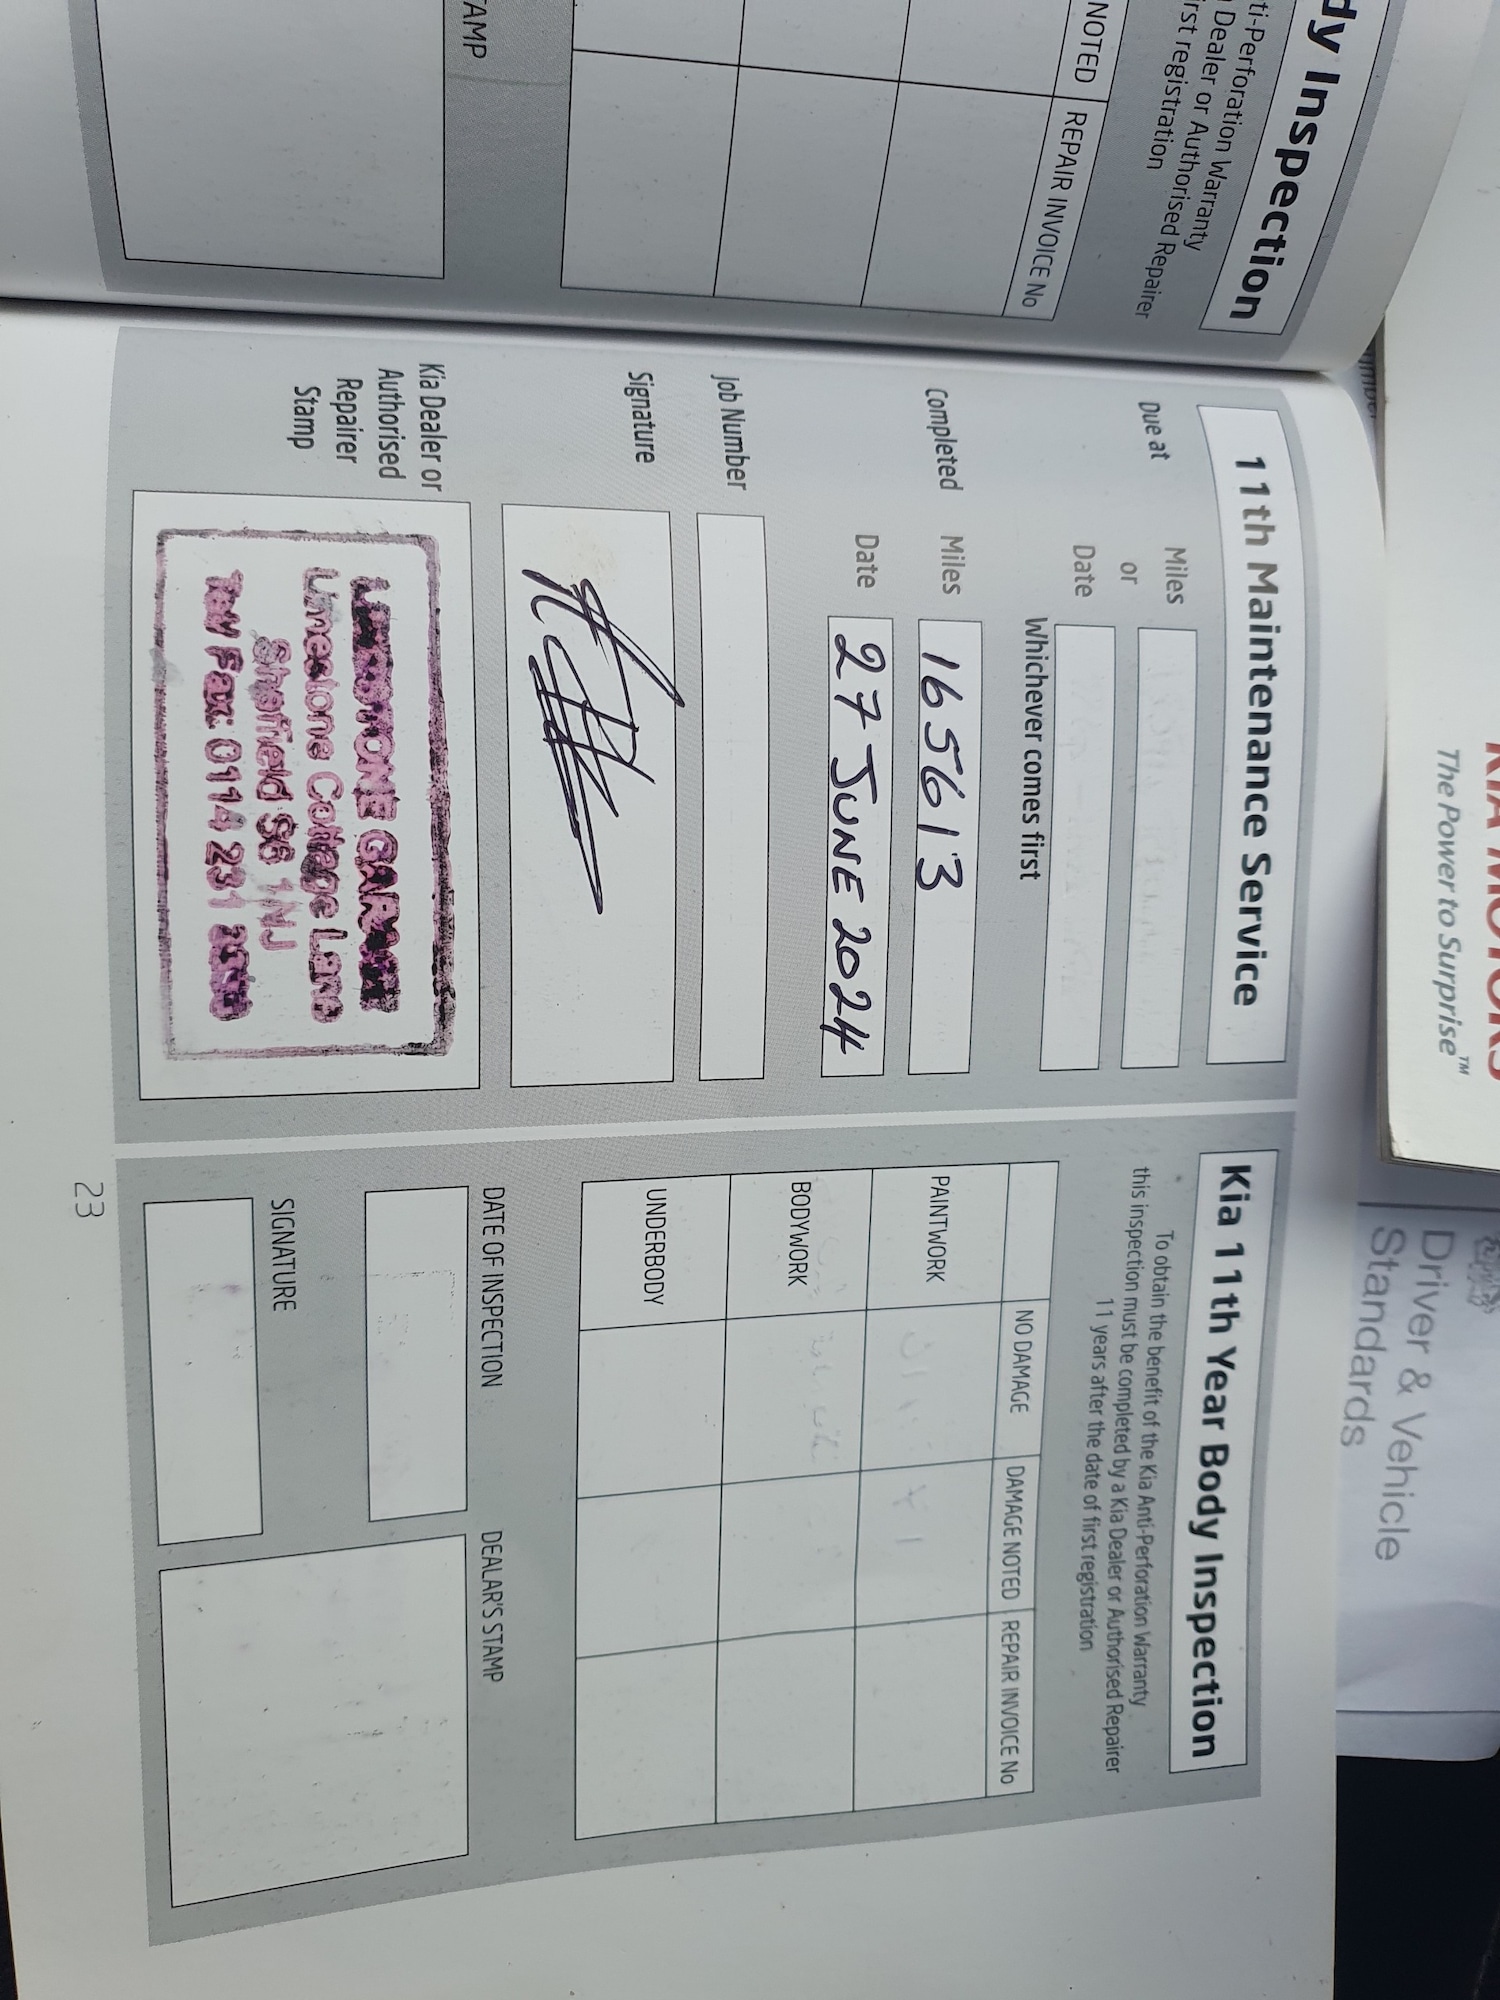 dy Inspection
ti-Perforation Warranty
Dealer or Authorised Repairer
rst registration
NOTED REPAIR INVOICE No
AMP
11th Maintenance Service
Due at Miles
or
Date
Whichever comes first
Completed Miles 165613
Date 27 JUNE 2024
Job Number
Signature
Kia Dealer or
Authorised
Repairer
Stamp
GARAGE
Limestone Cottage Lane
Sheffield S6 1NJ
Tel/ Fax: 0114 231
Kia 11th Year Body Inspection
To obtain the benefit of the Kia Anti-Perforation Warranty
this inspection must be completed by a Kia Dealer or Authorised Repairer
11 years after the date of first registration
NO DAMAGE DAMAGE NOTED REPAIR INVOICE No
PAINTWORK
BODYWORK
UNDERBODY
DATE OF INSPECTION DEALAR'S STAMP
SIGNATURE
23
KIA MOTORS
The Power to Surprise™
Driver & Vehicle
Standards